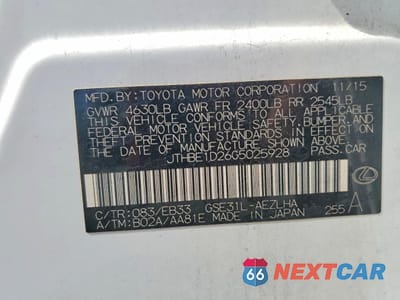 MFD. BY: TOYOTA MOTOR CORPORATION 11/15
GVWR 4630LB GAWR FR 2400LB RR 2545LB
THIS VEHICLE CONFORMS TO ALL APPLICABLE
FEDERAL MOTOR VEHICLE SAFETY, BUMPER, AND
THEFT PREVENTION STANDARDS IN EFFECT ON
THE DATE OF MANUFACTURE SHOWN ABOVE.
JTHBE1D26G5025928 PASS.CAR
C/TR: 083/EB33 GSE31L-AEZLHA
A/TM: B02A/AA81E MADE IN JAPAN 255 A
66 NEXTCAR